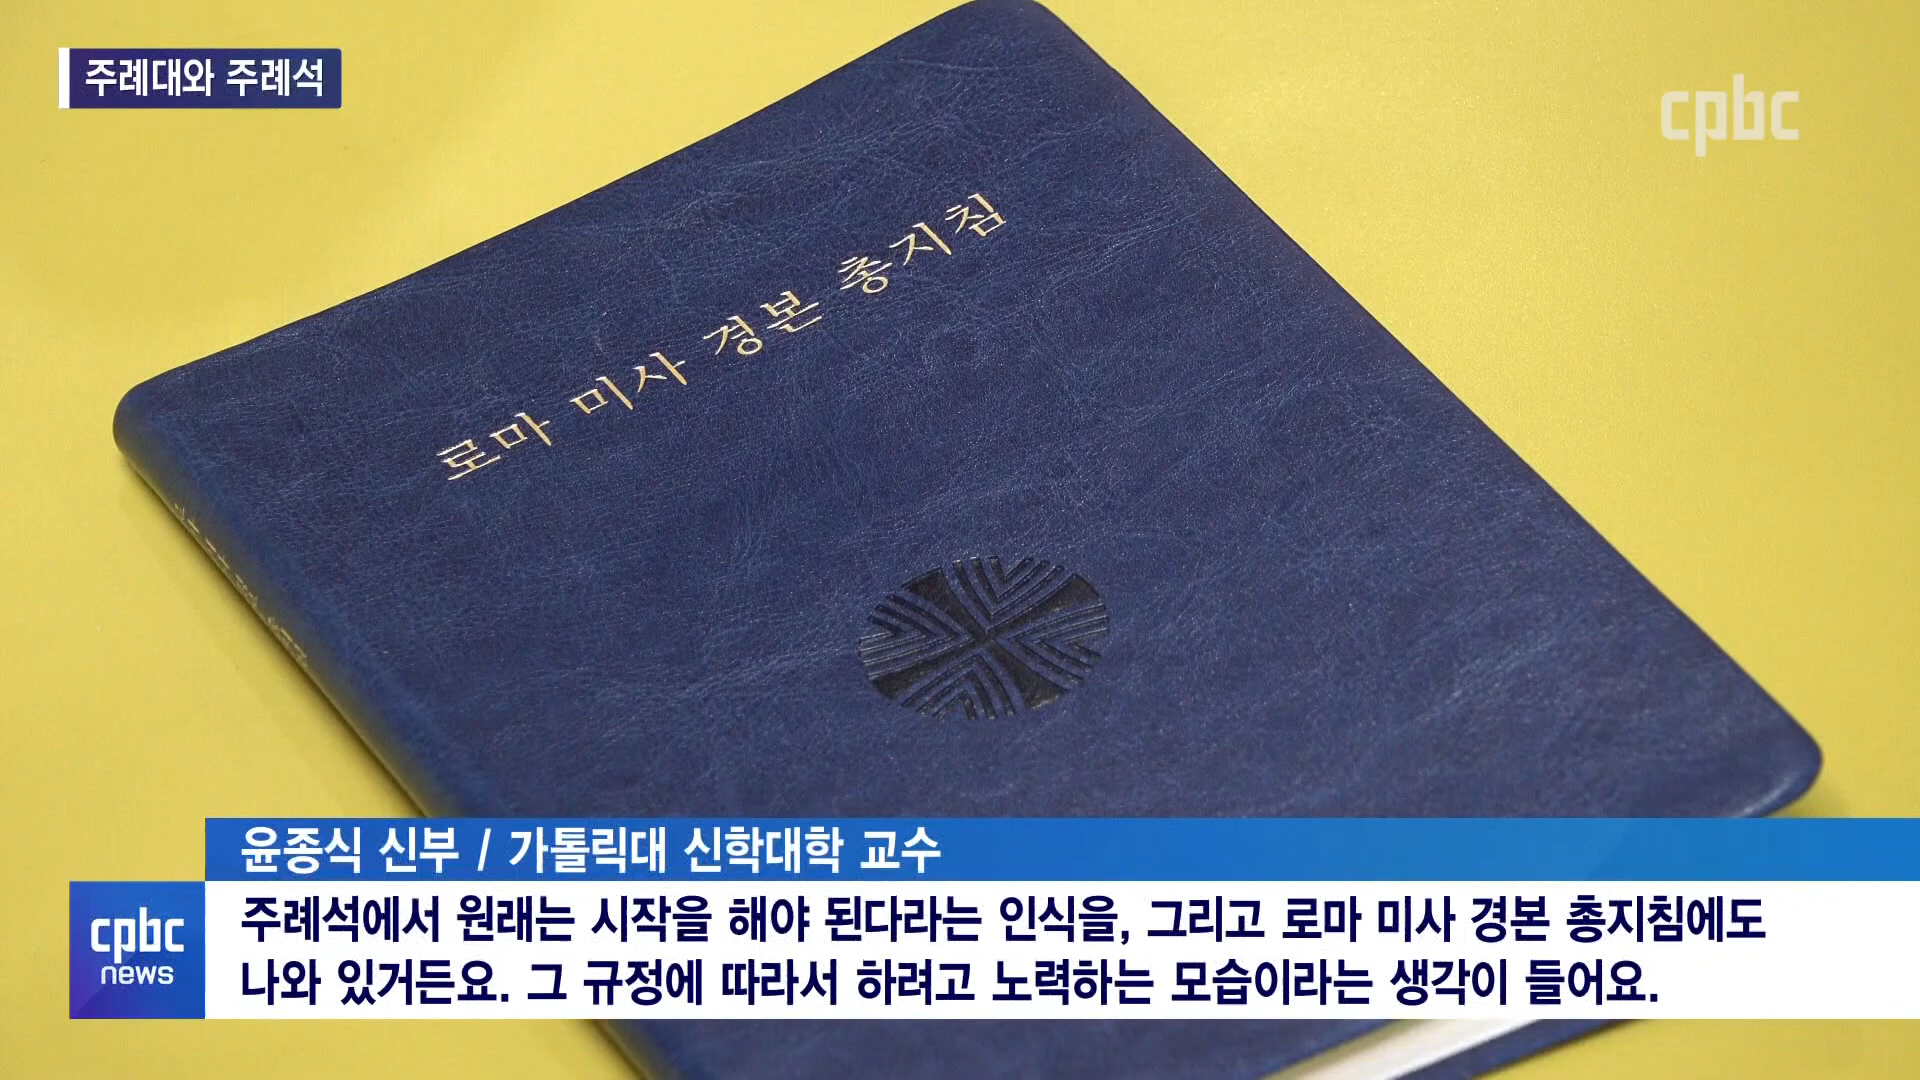 주례대와 주례석
cpbc
로마 미사 경본 총지침
윤종식 신부 / 가톨릭대 신학대학 교수
cpbc
news
주례석에서 원래는 시작을 해야 된다라는 인식을, 그리고 로마 미사 경본 총지침에도
나와 있거든요. 그 규정에 따라서 하려고 노력하는 모습이라는 생각이 들어요.